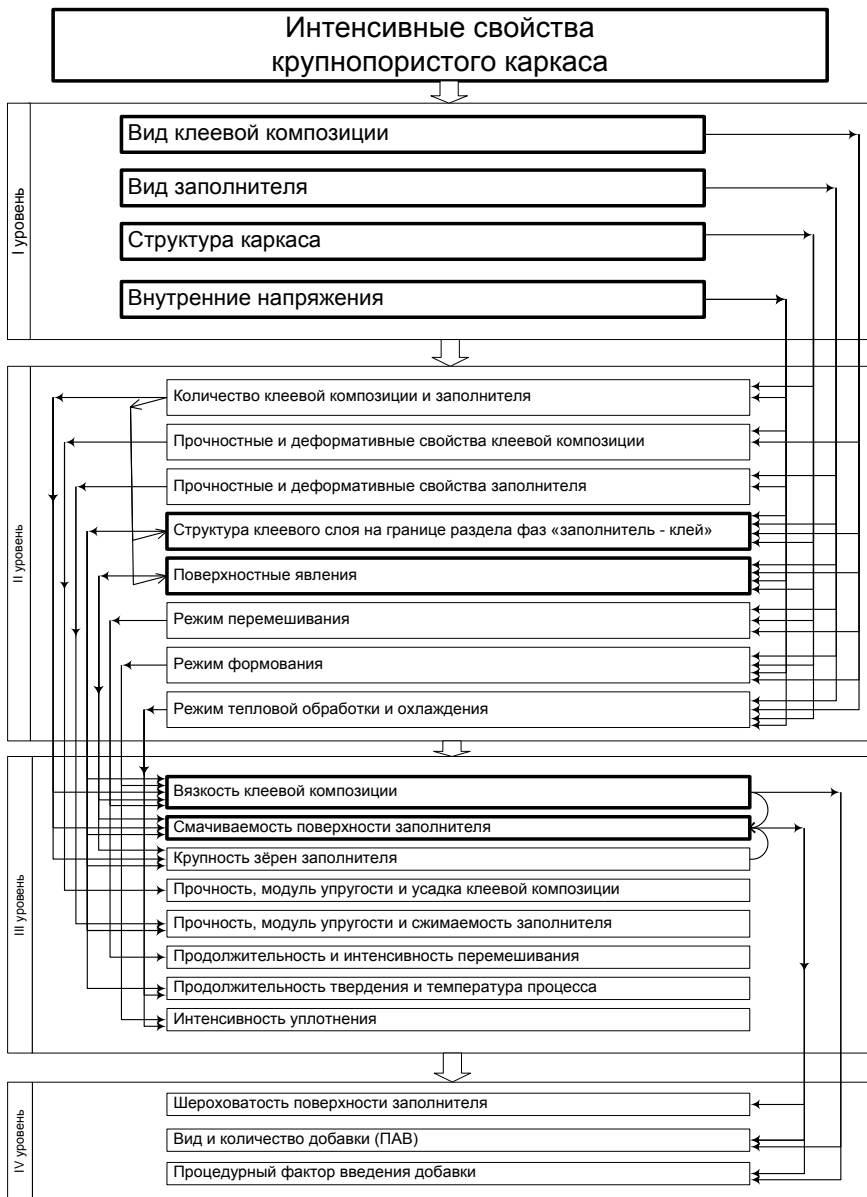 Интенсивные свойства
крупнопористого каркаса
I уровень
Вид клеевой композиции
Вид заполнителя
Структура каркаса
Внутренние напряжения
II уровень
Количество клеевой композиции и заполнителя
Прочностные и деформативные свойства клеевой композиции
Прочностные и деформативные свойства заполнителя
Структура клеевого слоя на границе раздела фаз «заполнитель - клей»
Поверхностные явления
Режим перемешивания
Режим формования
Режим тепловой обработки и охлаждения
III уровень
Вязкость клеевой композиции
Смачиваемость поверхности заполнителя
Крупность зёрен заполнителя
Прочность, модуль упругости и усадка клеевой композиции
Прочность, модуль упругости и сжимаемость заполнителя
Продолжительность и интенсивность перемешивания
Продолжительность твердения и температура процесса
Интенсивность уплотнения
IV уровень
Шероховатость поверхности заполнителя
Вид и количество добавки (ПАВ)
Процедурный фактор введения добавки